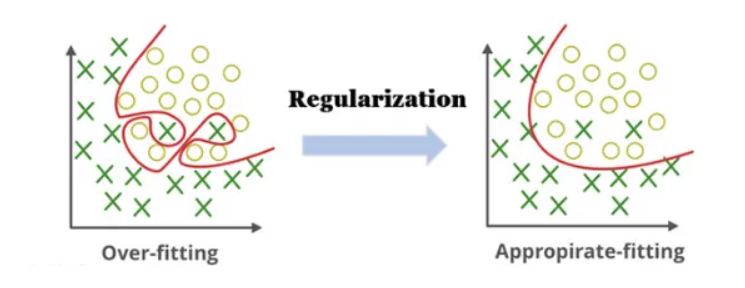 Regularization
Over-fitting
Appropirate-fitting